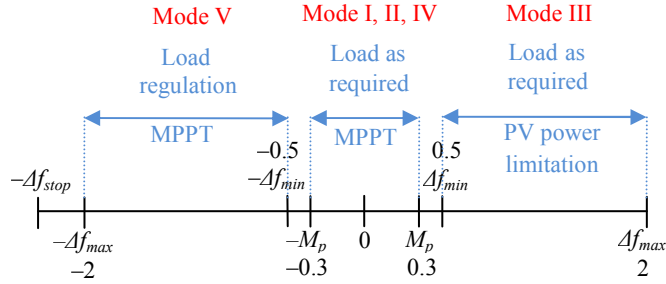 Mode V Mode I, II, IV Mode III
Load regulation Load as required Load as required
MPPT MPPT PV power limitation
−0.5 0.5
−Δf_stop −Δf_min Δf_min
−Δf_max −M_p 0 M_p Δf_max
−2 −0.3 0.3 2